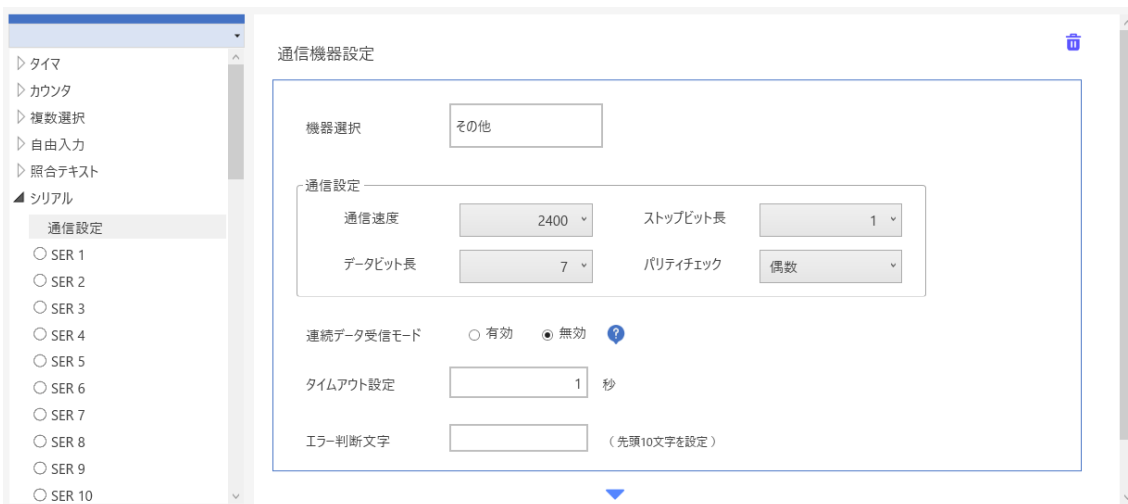 タイマ
カウンタ
複数選択
自由入力
照合テキスト
シリアル
通信設定
SER 1
SER 2
SER 3
SER 4
SER 5
SER 6
SER 7
SER 8
SER 9
SER 10
通信機器設定
機器選択 その他
通信設定
通信速度 2400 ストップビット長 1
データビット長 7 パリティチェック 偶数
連続データ受信モード 有効 無効 ?
タイムアウト設定 1 秒
エラー判断文字 (先頭10文字を設定)